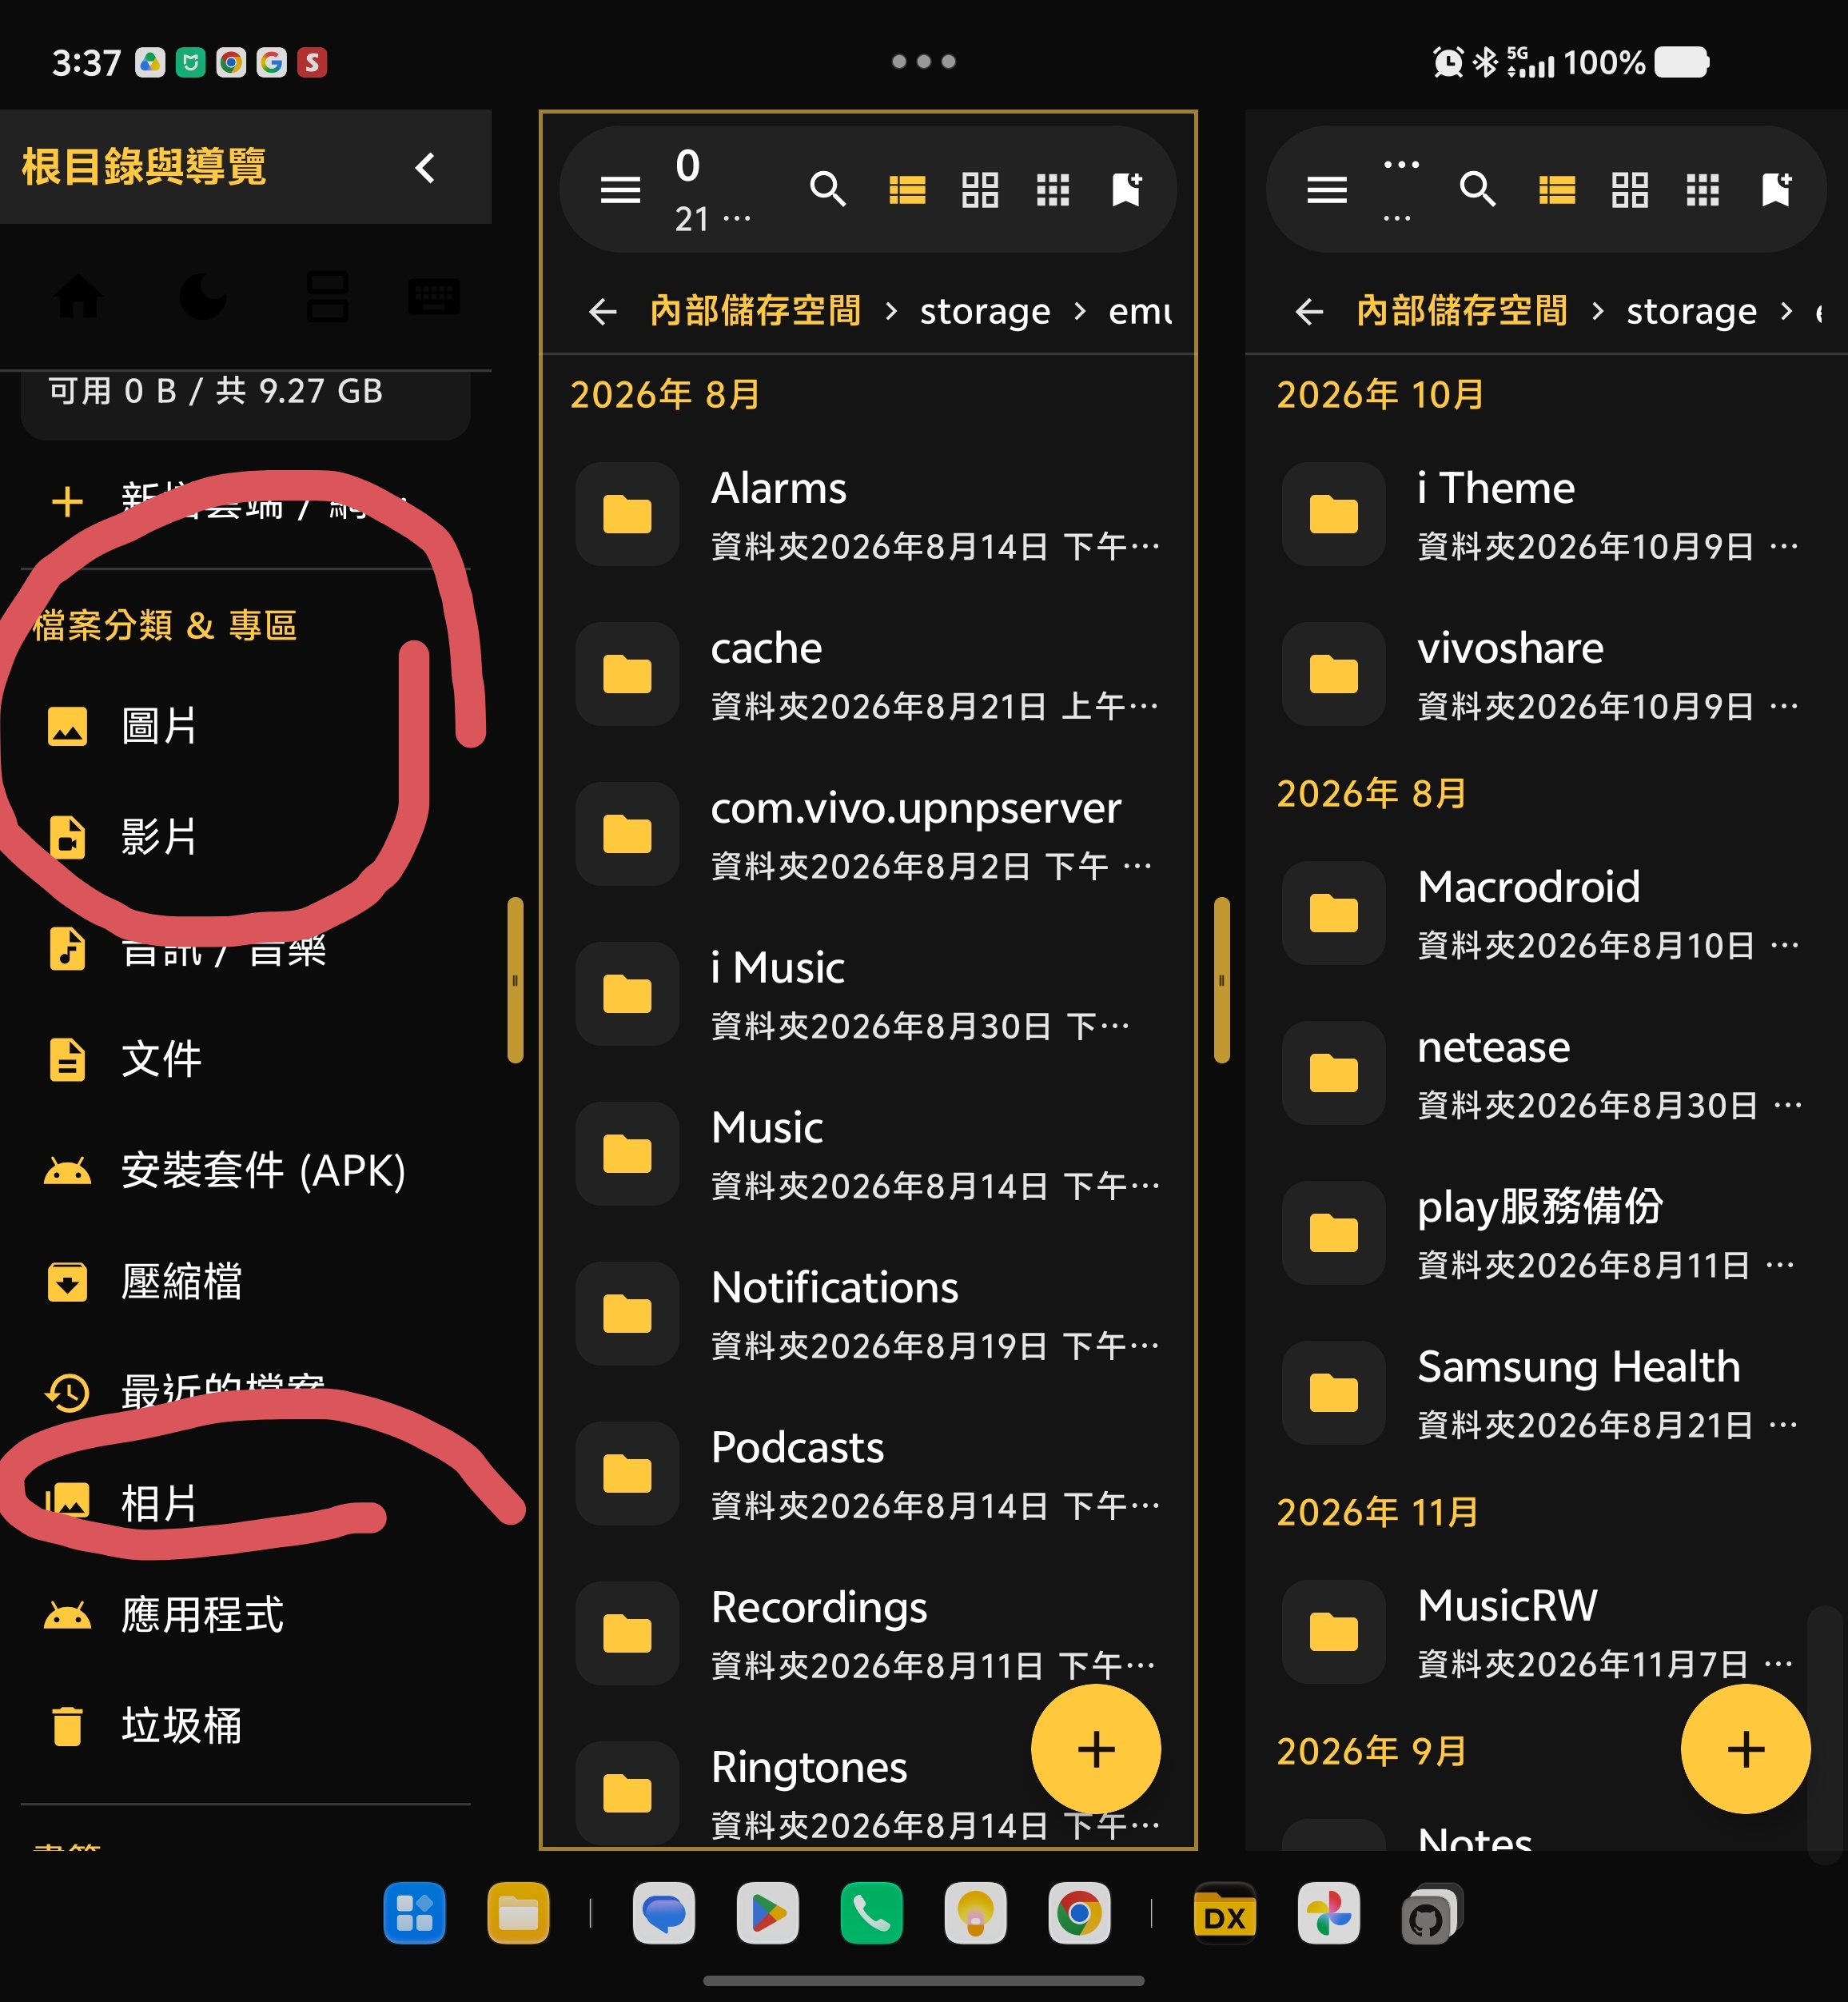 3:37
5G 100%
根目錄與導覽
可用 0 B / 共 9.27 GB
檔案分類 & 專區
圖片
影片
音訊 / 音樂
文件
安裝套件 (APK)
壓縮檔
最近的檔案
相片
應用程式
垃圾桶
0
21 ...
內部儲存空間 > storage > emu
2026年 8月
Alarms
資料夾2026年8月14日 下午...
cache
資料夾2026年8月21日 上午...
com.vivo.upnpserver
資料夾2026年8月2日 下午 ...
i Music
資料夾2026年8月30日 下...
Music
資料夾2026年8月14日 下午...
Notifications
資料夾2026年8月19日 下午...
Podcasts
資料夾2026年8月14日 下午...
Recordings
資料夾2026年8月11日 下午...
Ringtones
資料夾2026年8月14日 下午...
...
...
內部儲存空間 > storage >
2026年 10月
i Theme
資料夾2026年10月9日 ...
vivoshare
資料夾2026年10月9日 ...
2026年 8月
Macrodroid
資料夾2026年8月10日 ...
netease
資料夾2026年8月30日 ...
play服務備份
資料夾2026年8月11日 ...
Samsung Health
資料夾2026年8月21日 ...
2026年 11月
MusicRW
資料夾2026年11月7日 ...
2026年 9月
Notes
DX